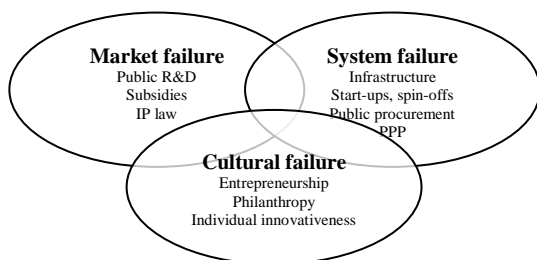 Market failure
Public R&D
Subsidies
IP law
System failure
Infrastructure
Start-ups, spin-offs
Public procurement
PPP
Cultural failure
Entrepreneurship
Philanthropy
Individual innovativeness